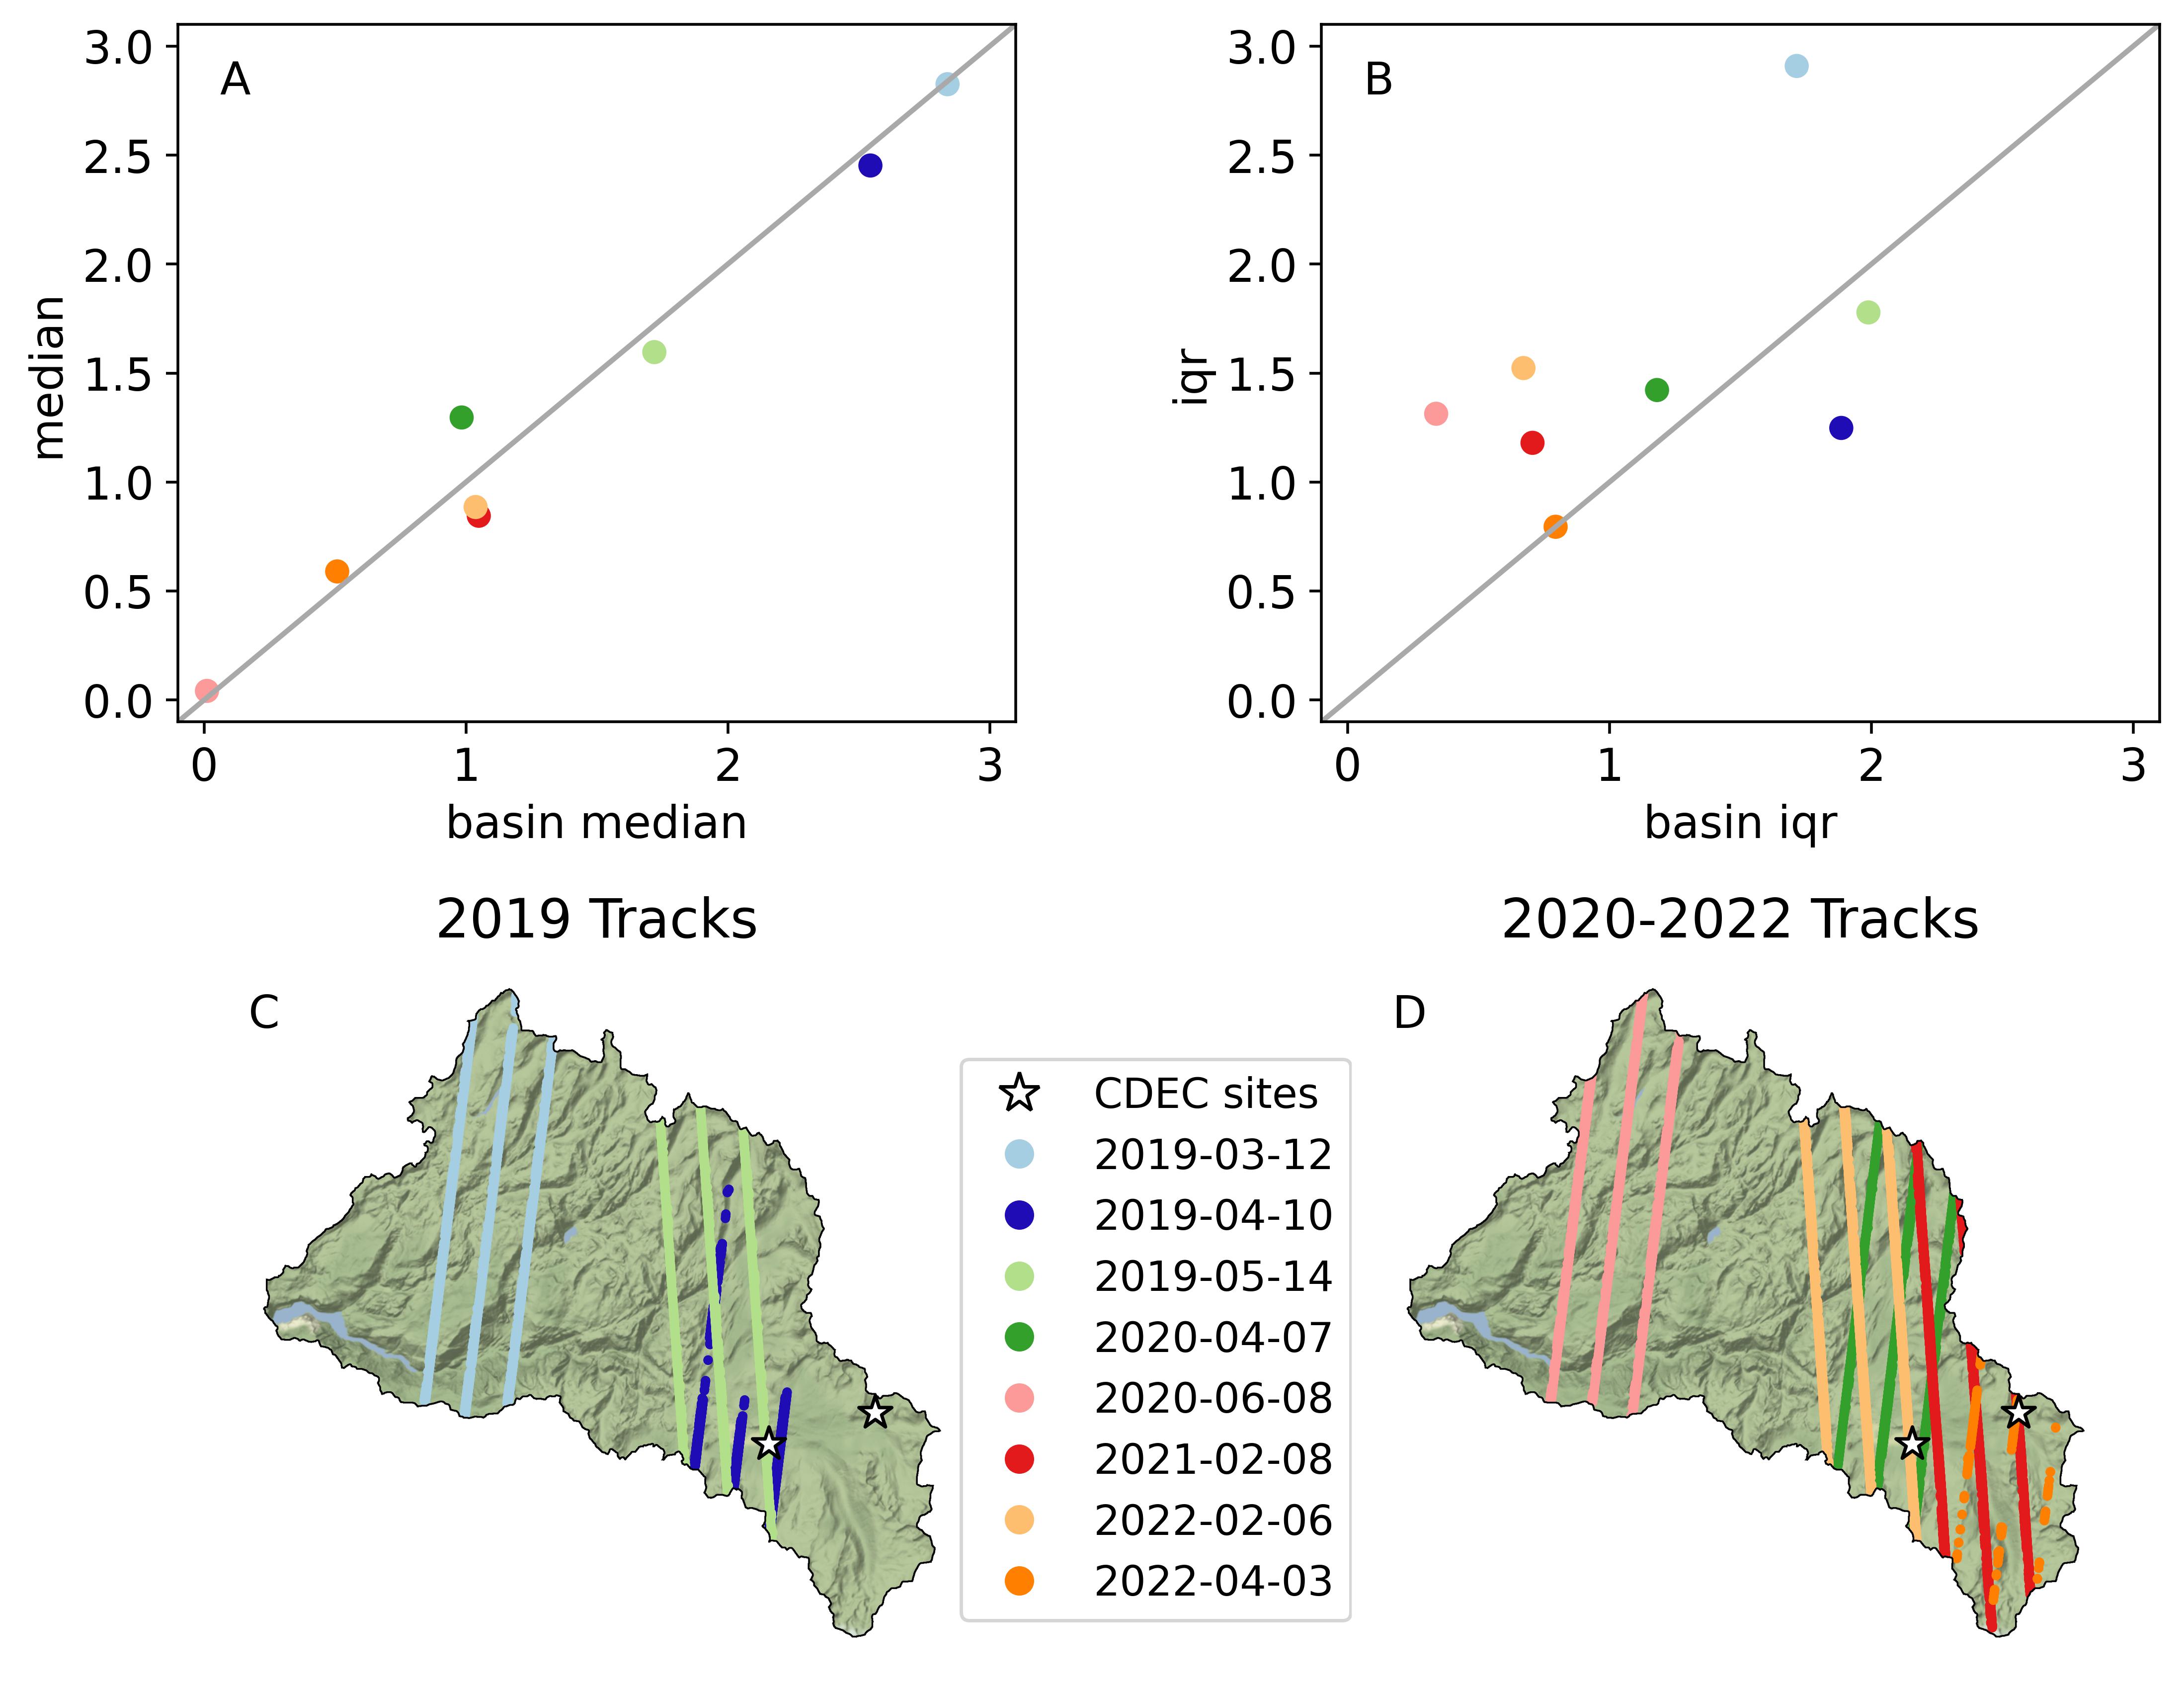 A
3.0
2.5
2.0
1.5
1.0
0.5
0.0
median
0 1 2 3
basin median
B
3.0
2.5
2.0
1.5
1.0
0.5
0.0
iqr
0 1 2 3
basin iqr
2019 Tracks
2020-2022 Tracks
C
D
CDEC sites
2019-03-12
2019-04-10
2019-05-14
2020-04-07
2020-06-08
2021-02-08
2022-02-06
2022-04-03